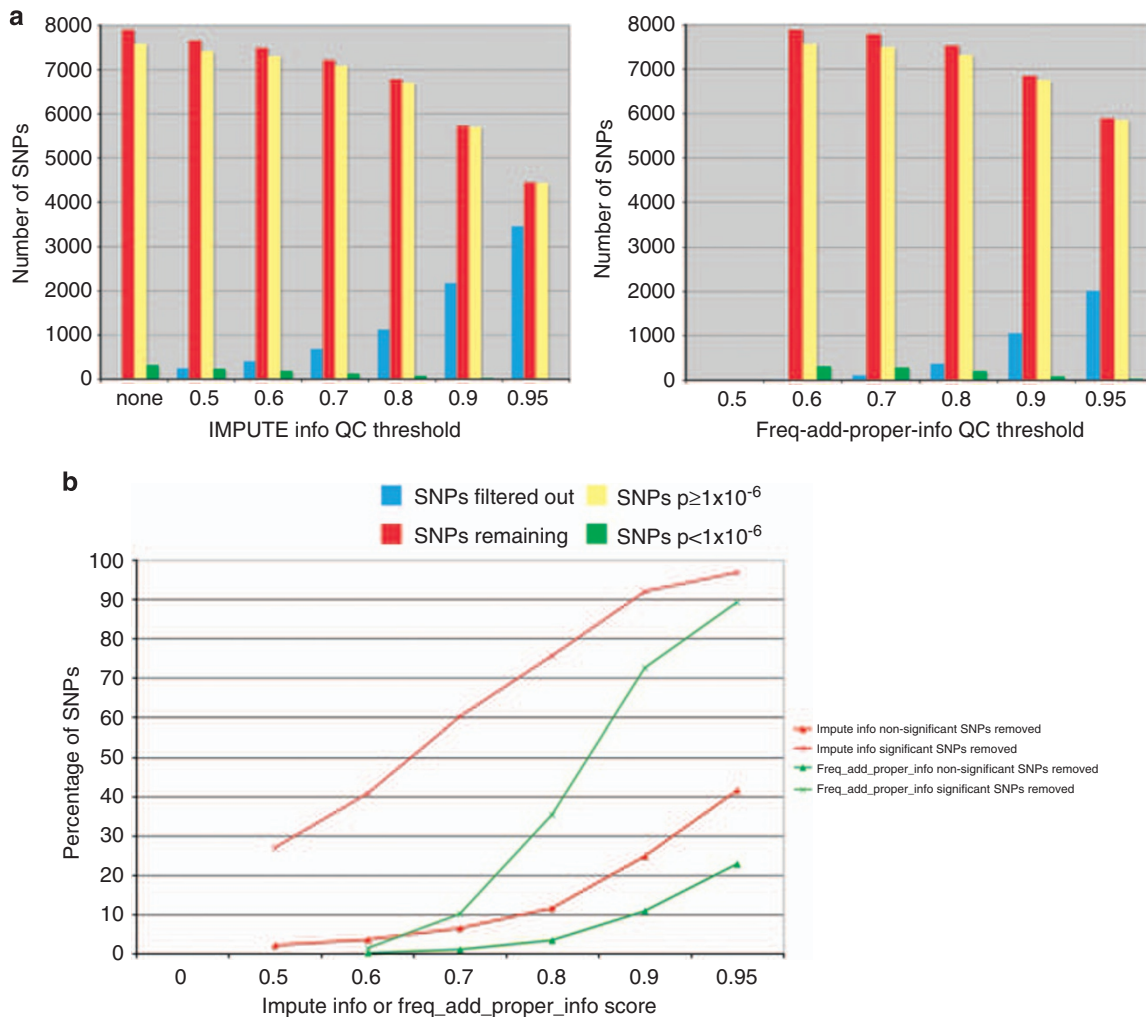 a
8000
7000
6000
5000
4000
3000
2000
1000
0
Number of SNPs
none 0.5 0.6 0.7 0.8 0.9 0.95
IMPUTE info QC threshold
8000
7000
6000
5000
4000
3000
2000
1000
0
Number of SNPs
0.5 0.6 0.7 0.8 0.9 0.95
Freq-add-proper-info QC threshold
b
SNPs filtered out
SNPs p≥1x10⁻⁶
SNPs remaining
SNPs p<1x10⁻⁶
100
90
80
70
60
50
40
30
20
10
0
Percentage of SNPs
0 0.5 0.6 0.7 0.8 0.9 0.95
Impute info or freq_add_proper_info score
Impute info non-significant SNPs removed
Impute info significant SNPs removed
Freq_add_proper_info non-significant SNPs removed
Freq_add_proper_info significant SNPs removed